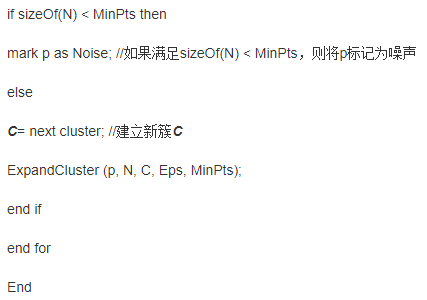 if sizeOf(N) < MinPts then
mark p as Noise; //如果满足sizeOf(N) < MinPts，则将p标记为噪声
else
C= next cluster; //建立新簇C
ExpandCluster (p, N, C, Eps, MinPts);
end if
end for
End